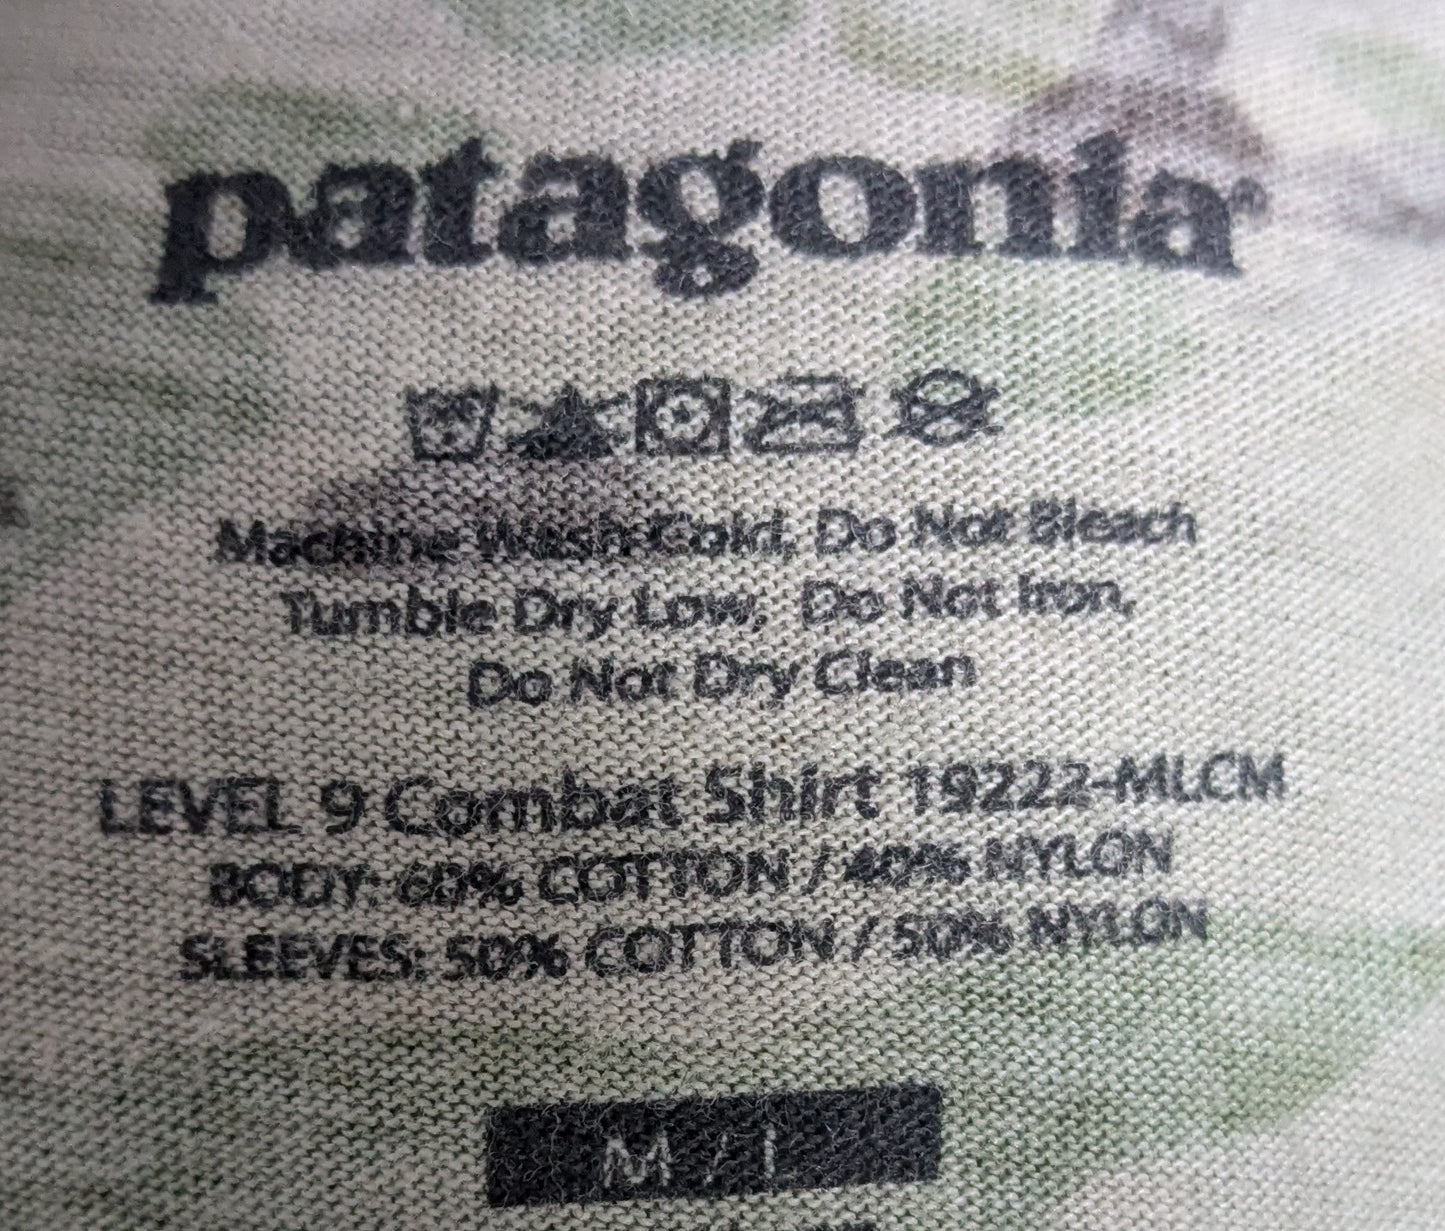 patagonia®
Machine Wash Cold, Do Not Bleach
Tumble Dry Low, Do Not Iron,
Do Not Dry Clean
LEVEL 9 Combat Shirt 19222-MLCM
BODY: 60% COTTON / 40% NYLON
SLEEVES: 50% COTTON / 50% NYLON
M / L